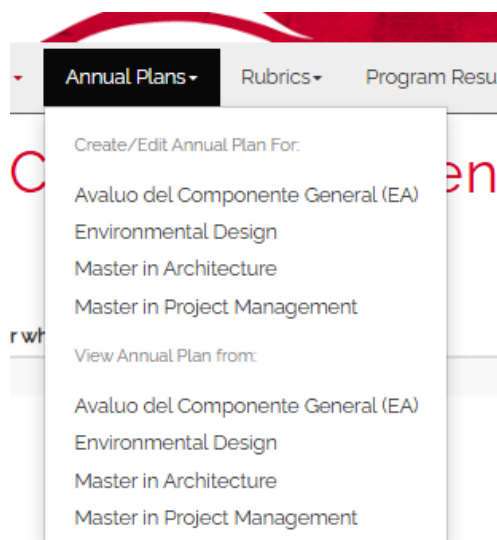 Annual Plans Rubrics Program Resu
Create/Edit Annual Plan For:
C en
Avaluo del Componente General (EA)
Environmental Design
Master in Architecture
Master in Project Management
r wh
View Annual Plan from:
Avaluo del Componente General (EA)
Environmental Design
Master in Architecture
Master in Project Management